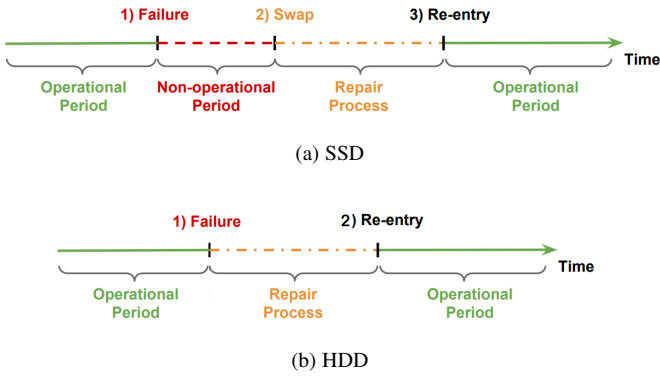 1) Failure 2) Swap 3) Re-entry
Time
Operational Period Non-operational Period Repair Process Operational Period
(a) SSD
1) Failure 2) Re-entry
Time
Operational Period Repair Process Operational Period
(b) HDD